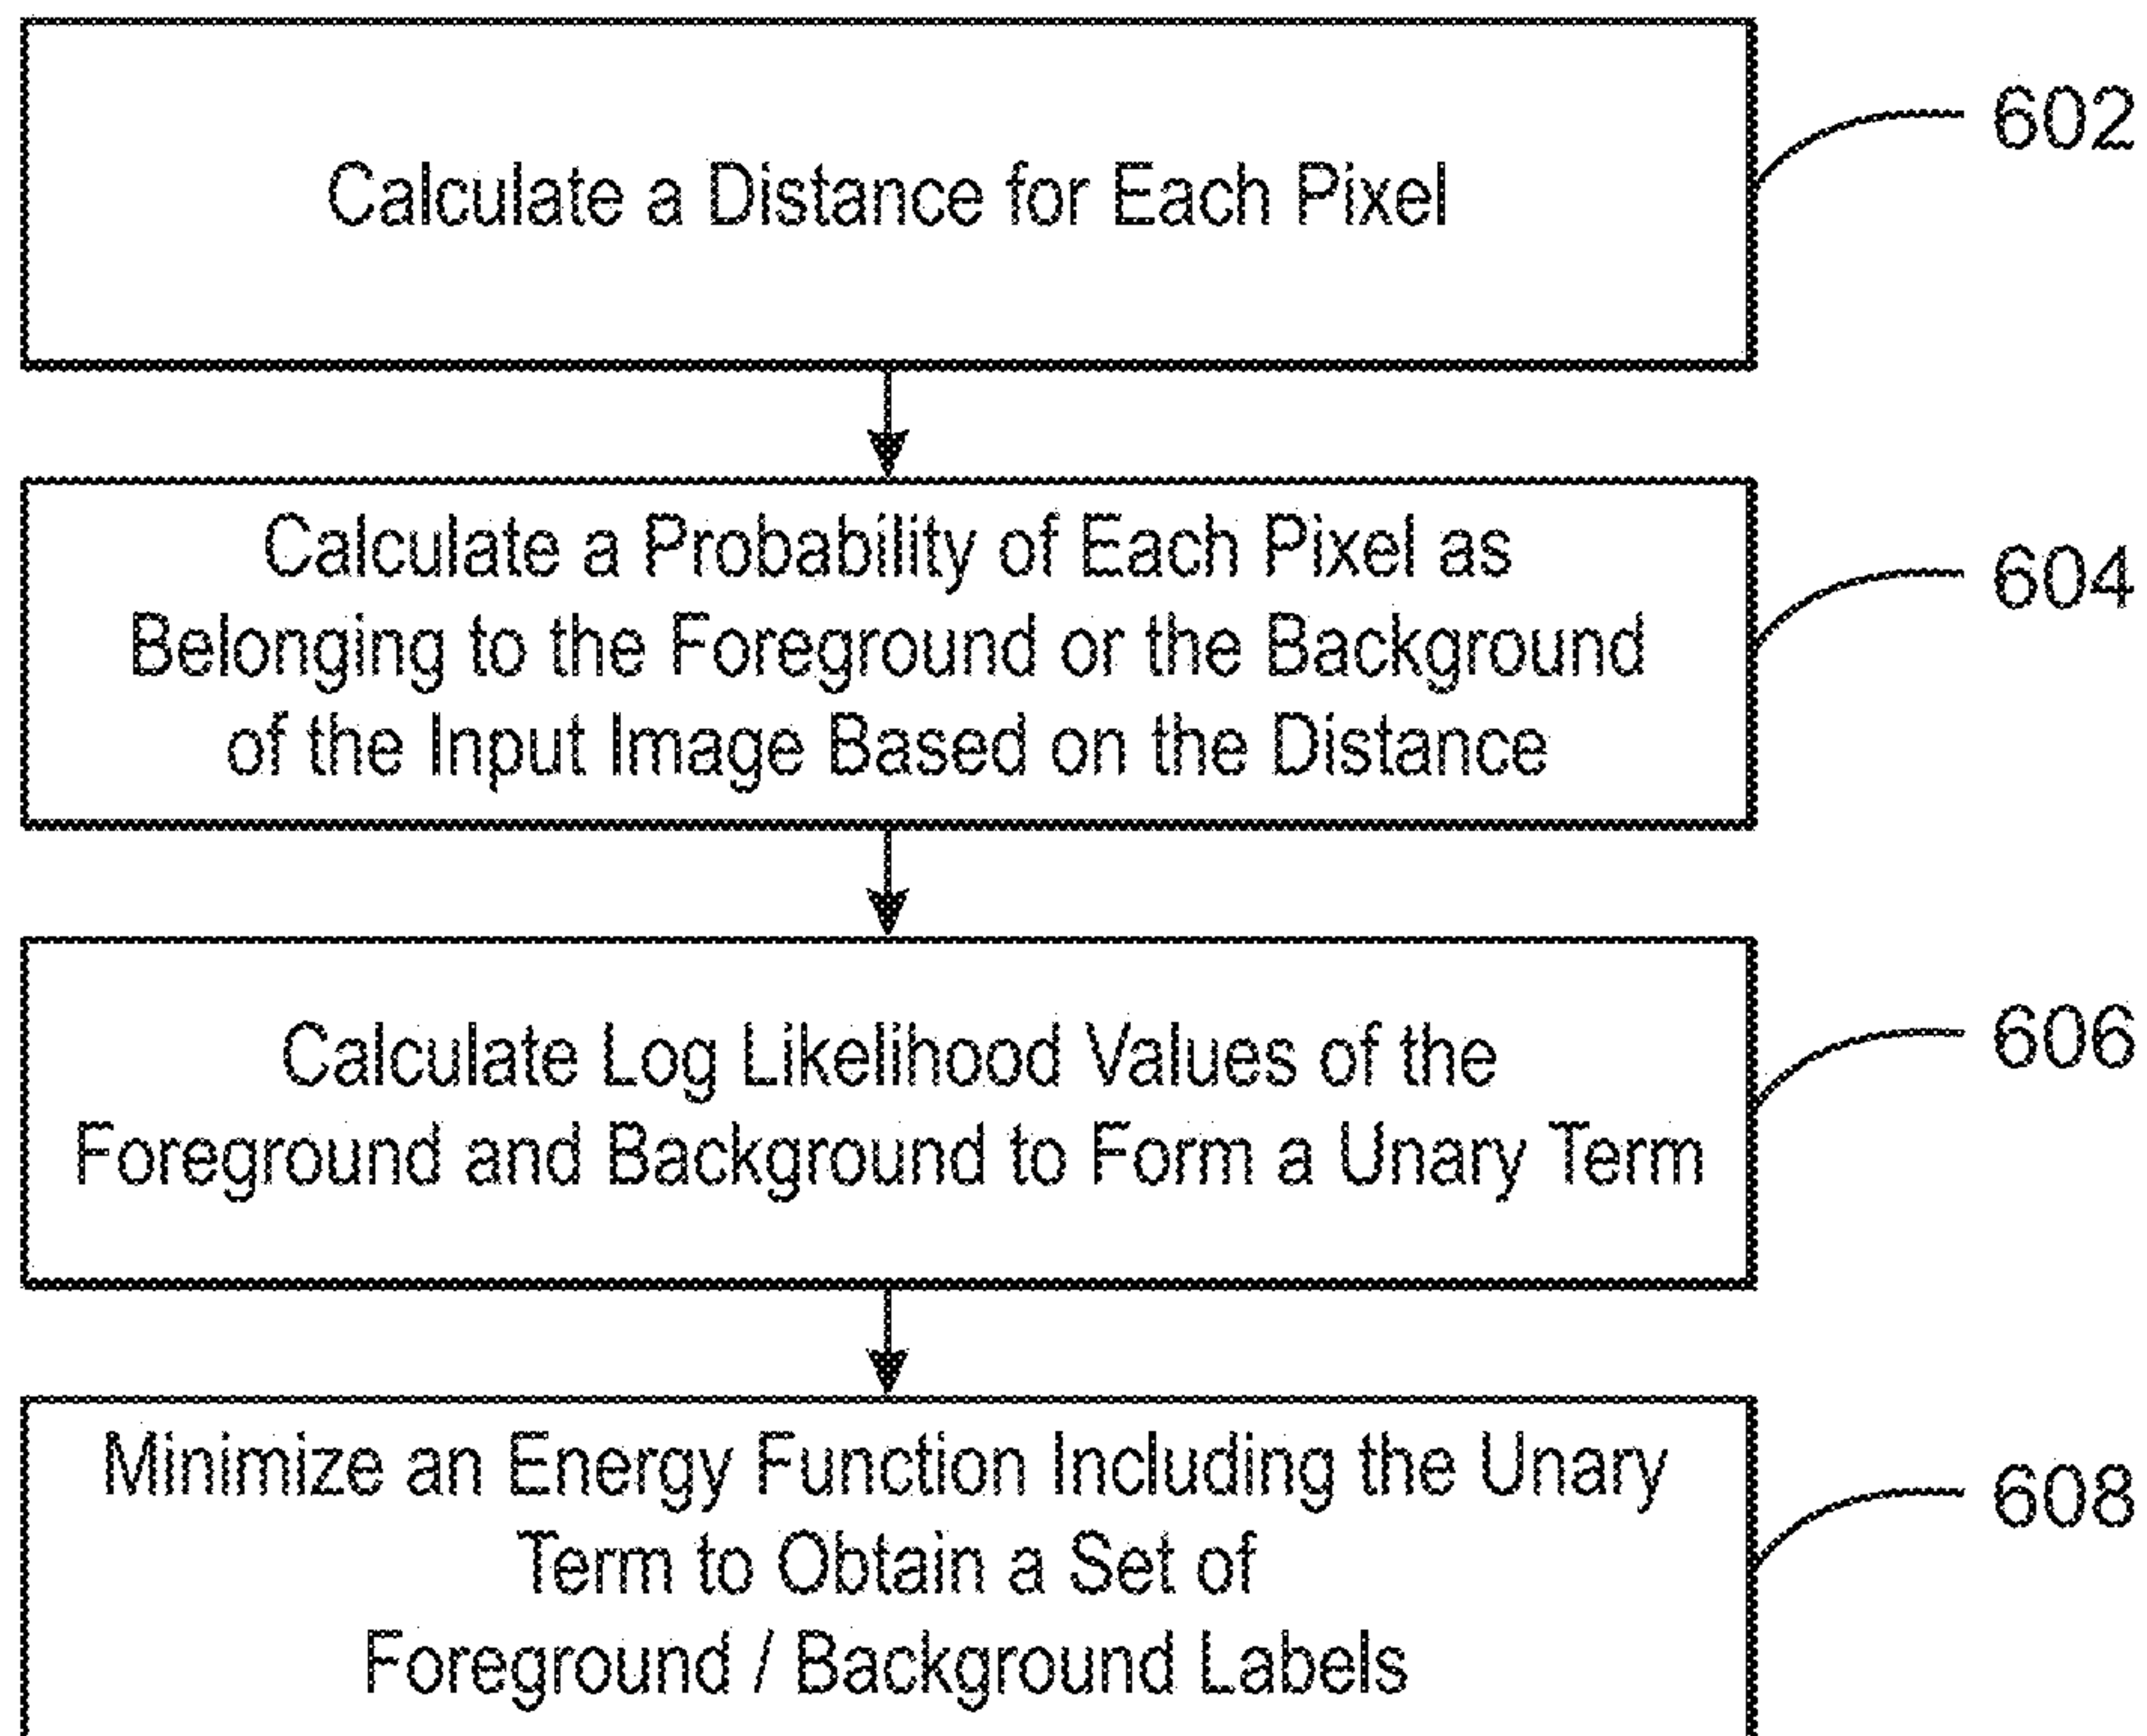 Calculate a Distance for Each Pixel
602
Calculate a Probability of Each Pixel as
Belonging to the Foreground or the Background
of the Input Image Based on the Distance
604
Calculate Log Likelihood Values of the
Foreground and Background to Form a Unary Term
606
Minimize an Energy Function Including the Unary
Term to Obtain a Set of
Foreground / Background Labels
608